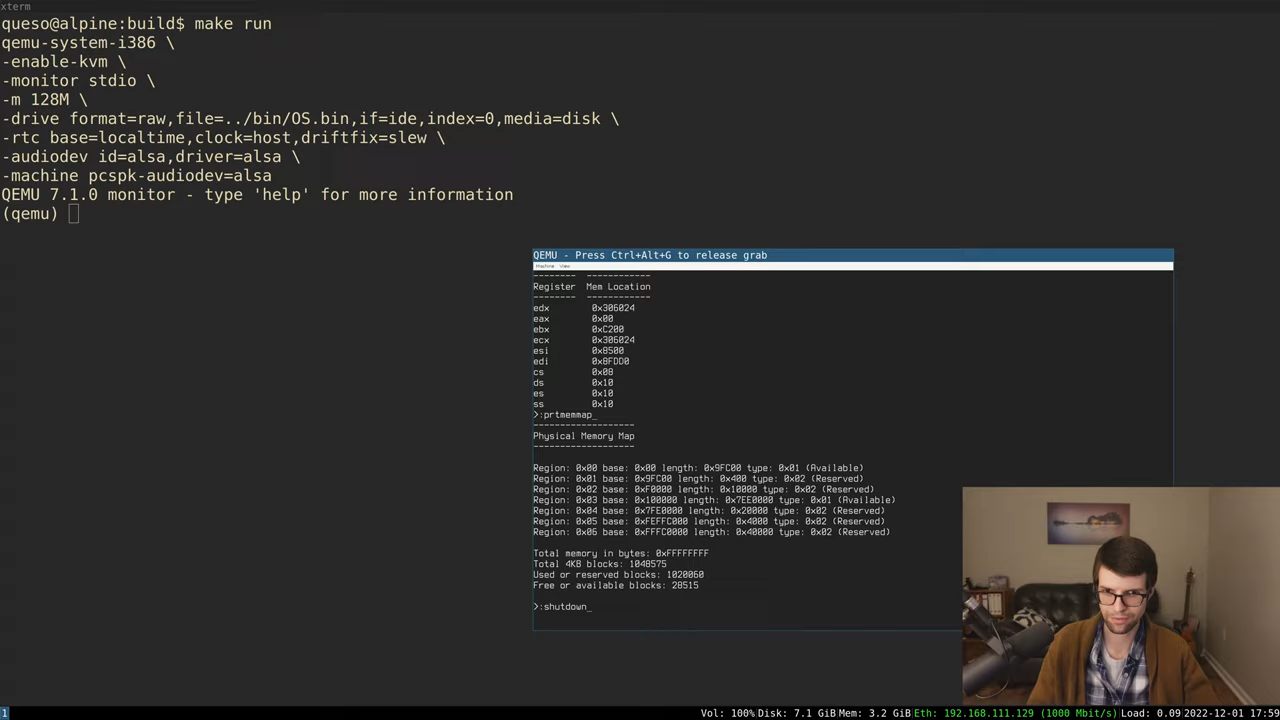 xterm
queso@alpine:build$ make run
qemu-system-i386 \
-enable-kvm \
-monitor stdio \
-m 128M \
-drive format=raw,file=../bin/OS.bin,if=ide,index=0,media=disk \
-rtc base=localtime,clock=host,driftfix=slew \
-audiodev id=alsa,driver=alsa \
-machine pcspk-audiodev=alsa
QEMU 7.1.0 monitor - type 'help' for more information
(qemu)
QEMU - Press Ctrl+Alt+G to release grab
Machine View
-------- ------------
Register Mem Location
-------- ------------
edx 0x306024
eax 0x00
ebx 0xC200
ecx 0x306024
esi 0x8500
edi 0x8FDD0
cs 0x08
ds 0x10
es 0x10
ss 0x10
>:prtmemmap_
-------------------
Physical Memory Map
-------------------
Region: 0x00 base: 0x00 length: 0x9FC00 type: 0x01 (Available)
Region: 0x01 base: 0x9FC00 length: 0x400 type: 0x02 (Reserved)
Region: 0x02 base: 0xF0000 length: 0x10000 type: 0x02 (Reserved)
Region: 0x03 base: 0x100000 length: 0x7EE0000 type: 0x01 (Available)
Region: 0x04 base: 0x7FE0000 length: 0x20000 type: 0x02 (Reserved)
Region: 0x05 base: 0xFEFFC000 length: 0x4000 type: 0x02 (Reserved)
Region: 0x06 base: 0xFFFC0000 length: 0x40000 type: 0x02 (Reserved)
Total memory in bytes: 0xFFFFFFFF
Total 4KB blocks: 1048575
Used or reserved blocks: 1020060
Free or available blocks: 28515
>:shutdown_
1 Vol: 100% Disk: 7.1 GiB Mem: 3.2 GiB Eth: 192.168.111.129 (1000 Mbit/s) Load: 0.09 2022-12-01 17:59